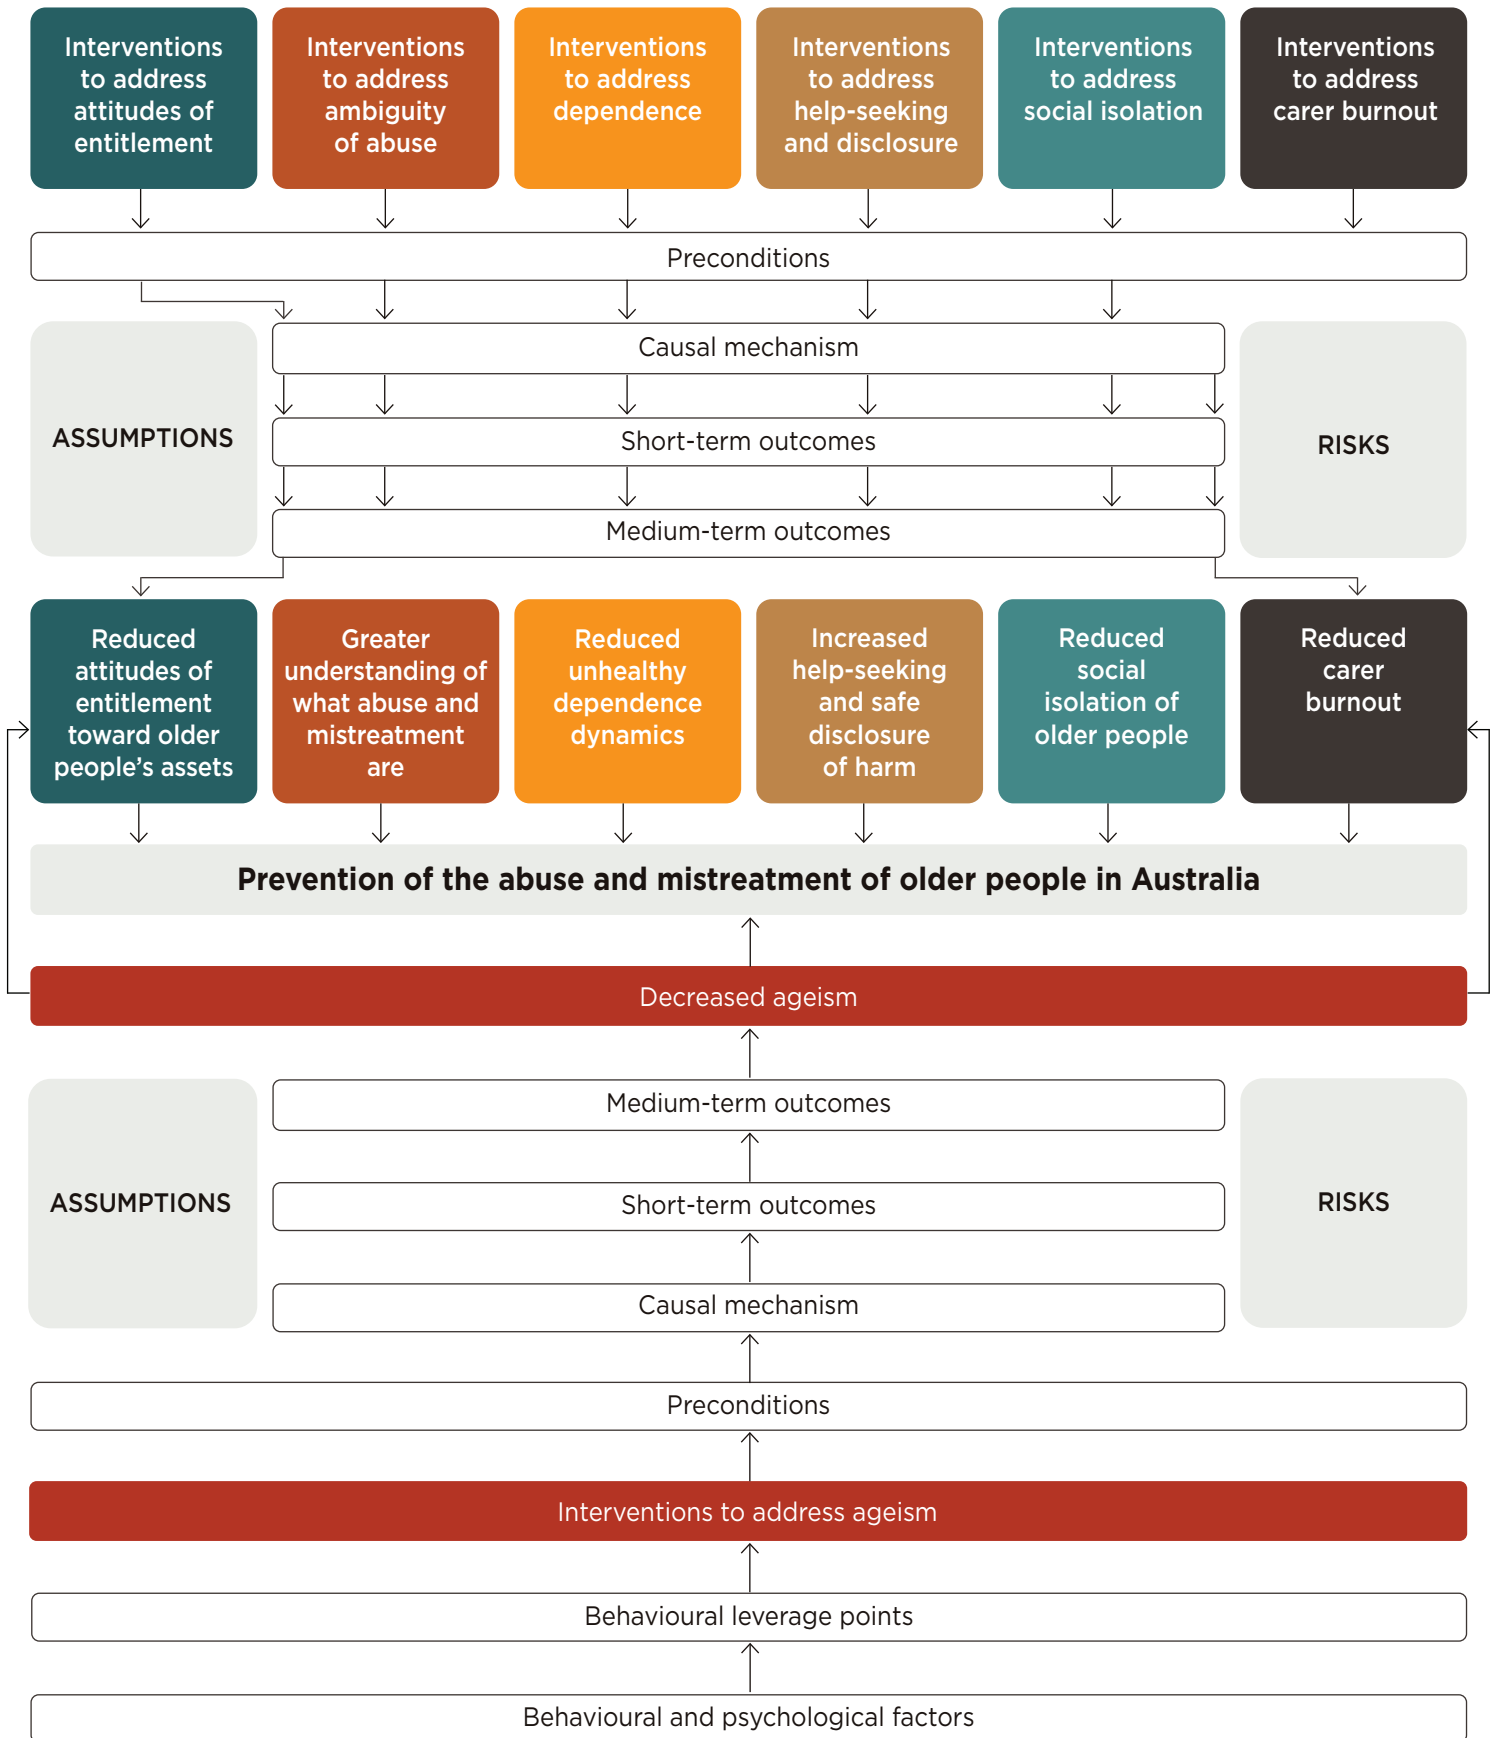 Interventions
to address
attitudes of
entitlement
Interventions
to address
ambiguity
of abuse
Interventions
to address
dependence
Interventions
to address
help-seeking
and disclosure
Interventions
to address
social isolation
Interventions
to address
carer burnout
Preconditions
ASSUMPTIONS
Causal mechanism
Short-term outcomes
Medium-term outcomes
RISKS
Reduced
attitudes of
entitlement
toward older
people’s assets
Greater
understanding of
what abuse and
mistreatment
are
Reduced
unhealthy
dependence
dynamics
Increased
help-seeking
and safe
disclosure
of harm
Reduced
social
isolation of
older people
Reduced
carer
burnout
Prevention of the abuse and mistreatment of older people in Australia
Decreased ageism
ASSUMPTIONS
Medium-term outcomes
Short-term outcomes
Causal mechanism
RISKS
Preconditions
Interventions to address ageism
Behavioural leverage points
Behavioural and psychological factors